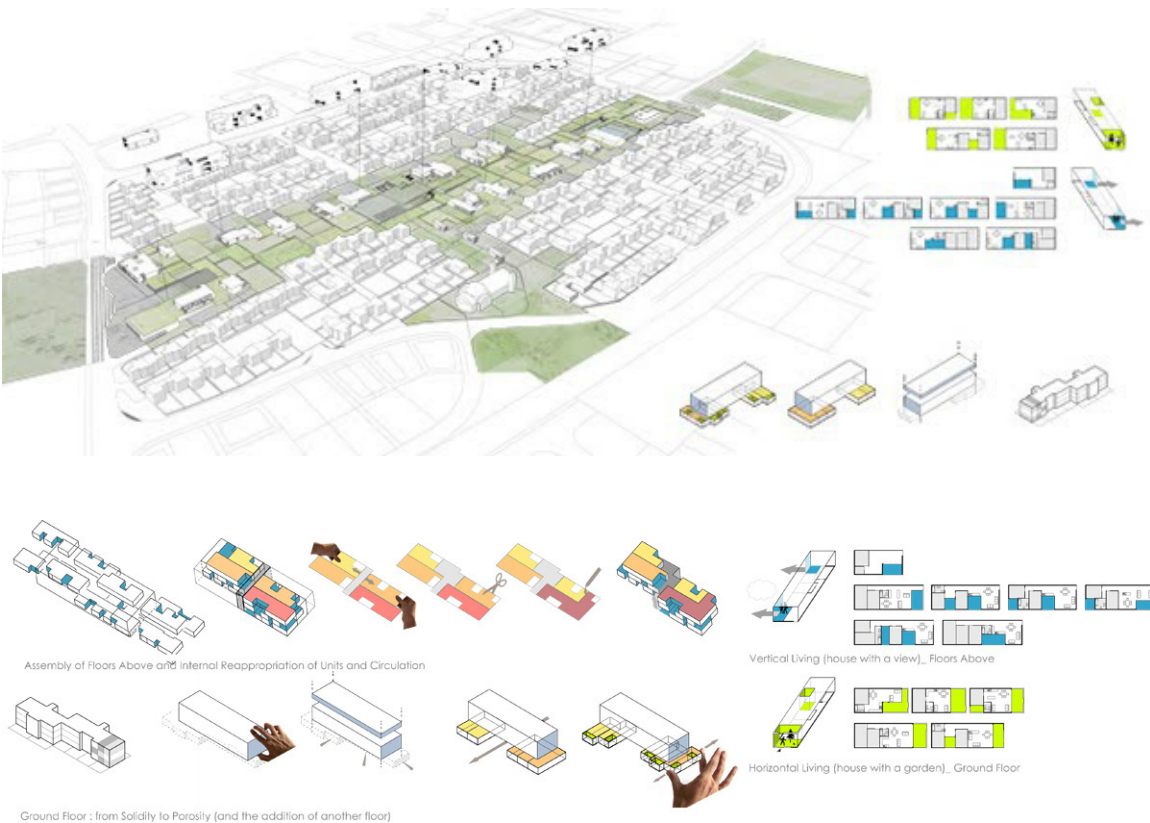 Assembly of Floors Above and Internal Reappropriation of Units and Circulation
Vertical Living (house with a view)_ Floors Above
Horizontal Living (house with a garden)_ Ground Floor
Ground Floor : from Solidity to Porosity (and the addition of another floor)